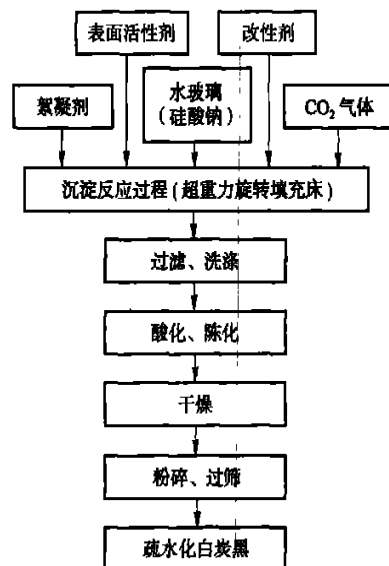 表面活性剂
改性剂
絮凝剂
水玻璃
(硅酸钠)
CO₂气体
沉淀反应过程(超重力旋转填充床)
过滤、洗涤
酸化、陈化
干燥
粉碎、过筛
疏水化白炭黑